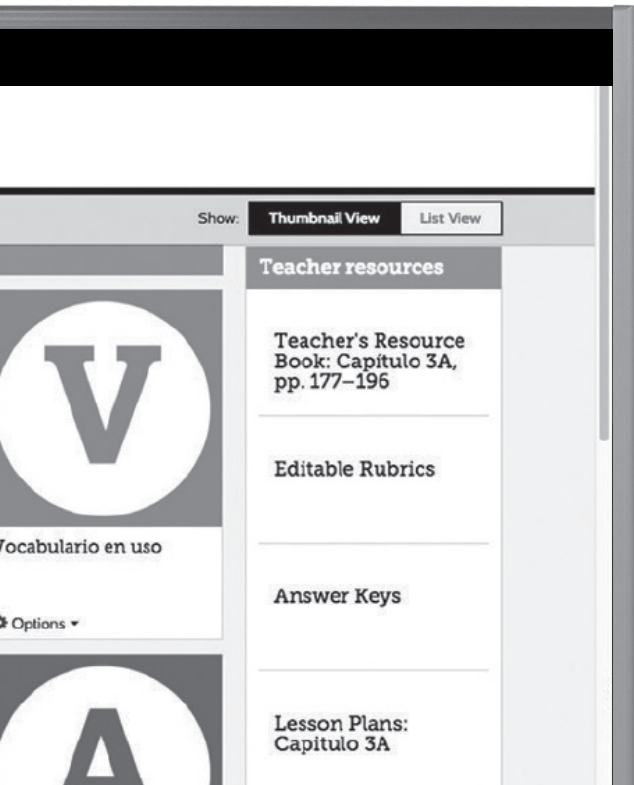 Show: Thumbnail View List View
Teacher resources
V
Teacher's Resource
Book: Capítulo 3A,
pp. 177–196
Editable Rubrics
Vocabulario en uso
Answer Keys
Options
A
Lesson Plans:
Capitulo 3A